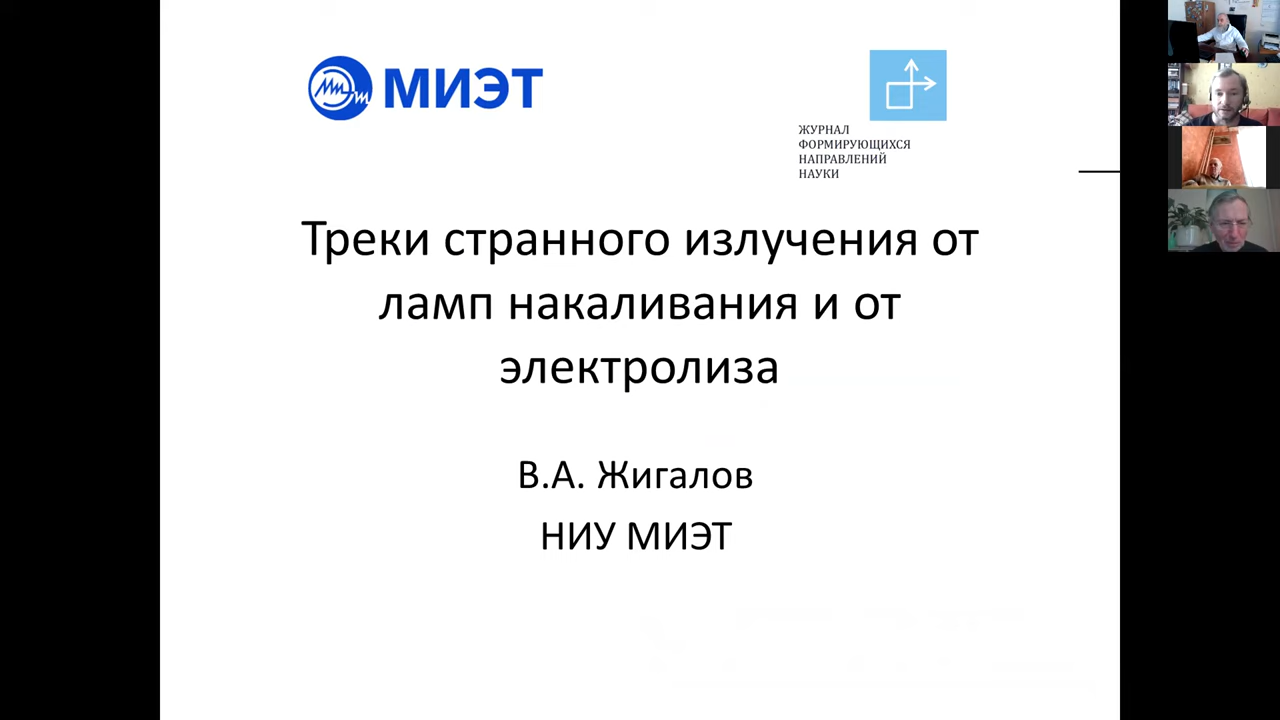 МИЭТ
ЖУРНАЛ
ФОРМИРУЮЩИХСЯ
НАПРАВЛЕНИЙ
НАУКИ
Треки странного излучения от
ламп накаливания и от
электролиза
В.А. Жигалов
НИУ МИЭТ